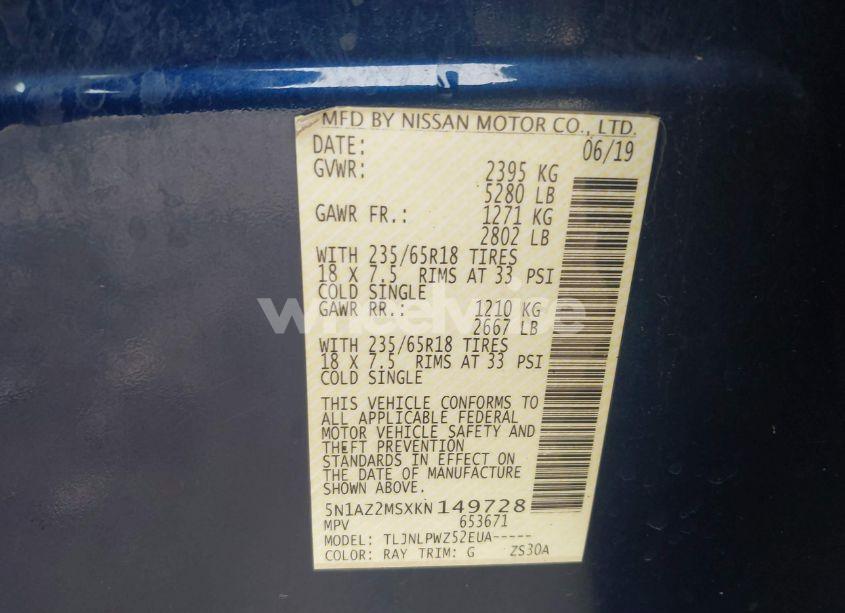 MFD BY NISSAN MOTOR CO., LTD.
DATE: 06/19
GVWR: 2395 KG
5280 LB
GAWR FR.: 1271 KG
2802 LB
WITH 235/65R18 TIRES
18 X 7.5 RIMS AT 33 PSI
COLD SINGLE
GAWR RR.: 1210 KG
2667 LB
WITH 235/65R18 TIRES
18 X 7.5 RIMS AT 33 PSI
COLD SINGLE
THIS VEHICLE CONFORMS TO
ALL APPLICABLE FEDERAL
MOTOR VEHICLE SAFETY AND
THEFT PREVENTION
STANDARDS IN EFFECT ON
THE DATE OF MANUFACTURE
SHOWN ABOVE.
5N1AZ2MSXKN149728
MPV 653671
MODEL: TLJNLPWZ52EUA-----
COLOR: RAY TRIM: G ZS30A